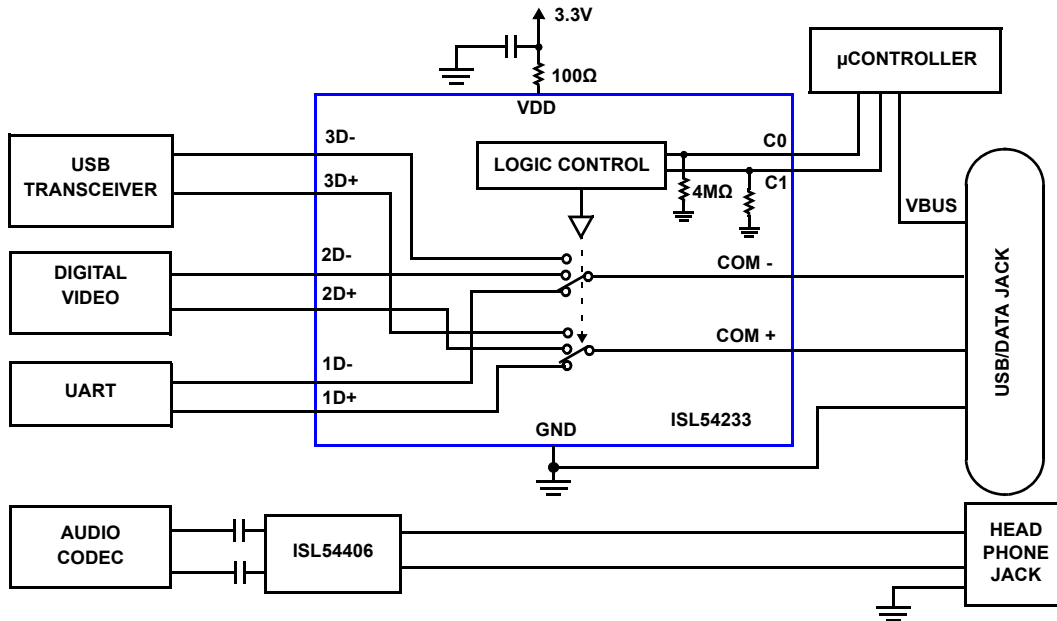 3.3V
100Ω
µCONTROLLER
VDD
USB
TRANSCEIVER
3D-
3D+
LOGIC CONTROL
C0
C1
4MΩ
VBUS
DIGITAL
VIDEO
2D-
2D+
COM -
COM +
USB/DATA JACK
UART
1D-
1D+
ISL54233
GND
AUDIO
CODEC
ISL54406
HEAD
PHONE
JACK